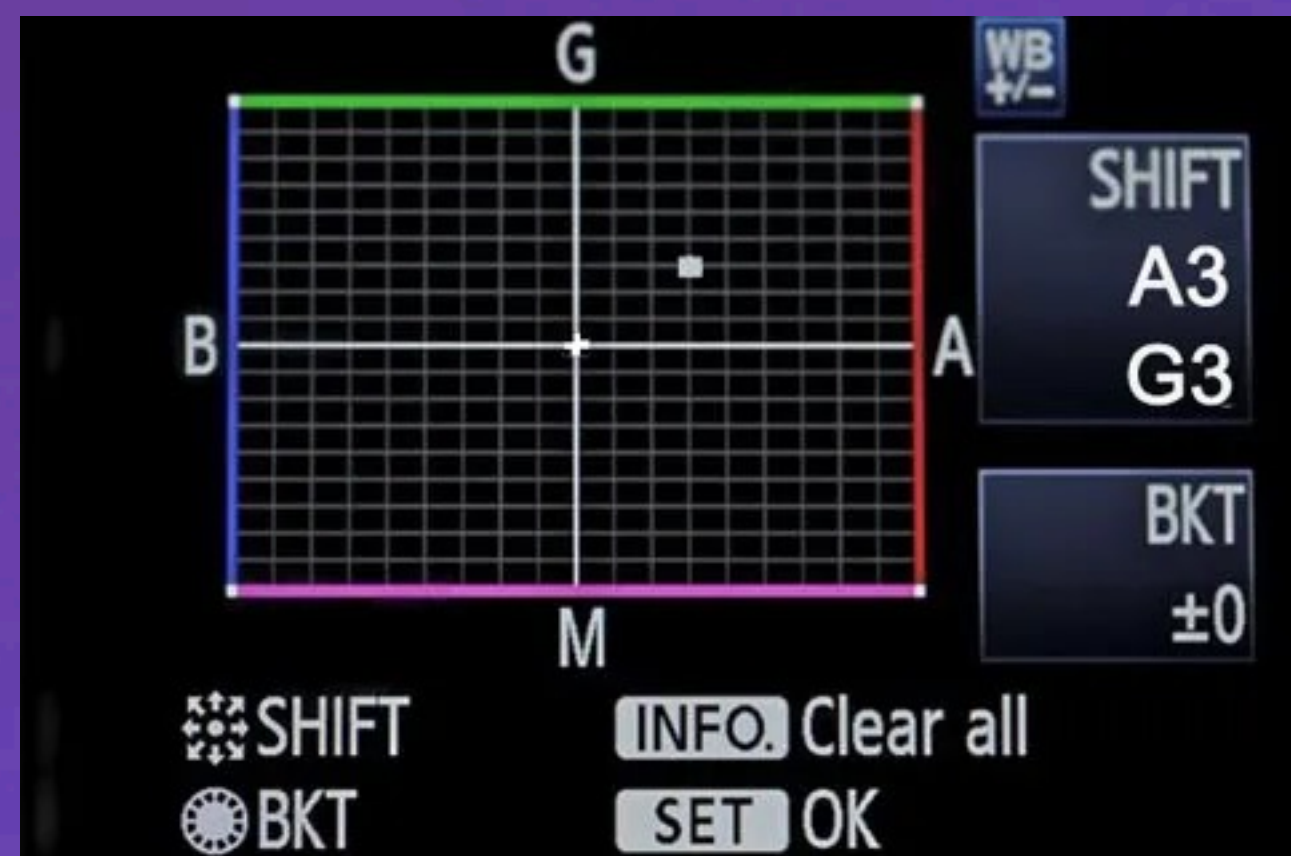 G
WB
+/-
SHIFT
A3
G3
B
A
BKT
±0
M
SHIFT
INFO. Clear all
BKT
SET OK